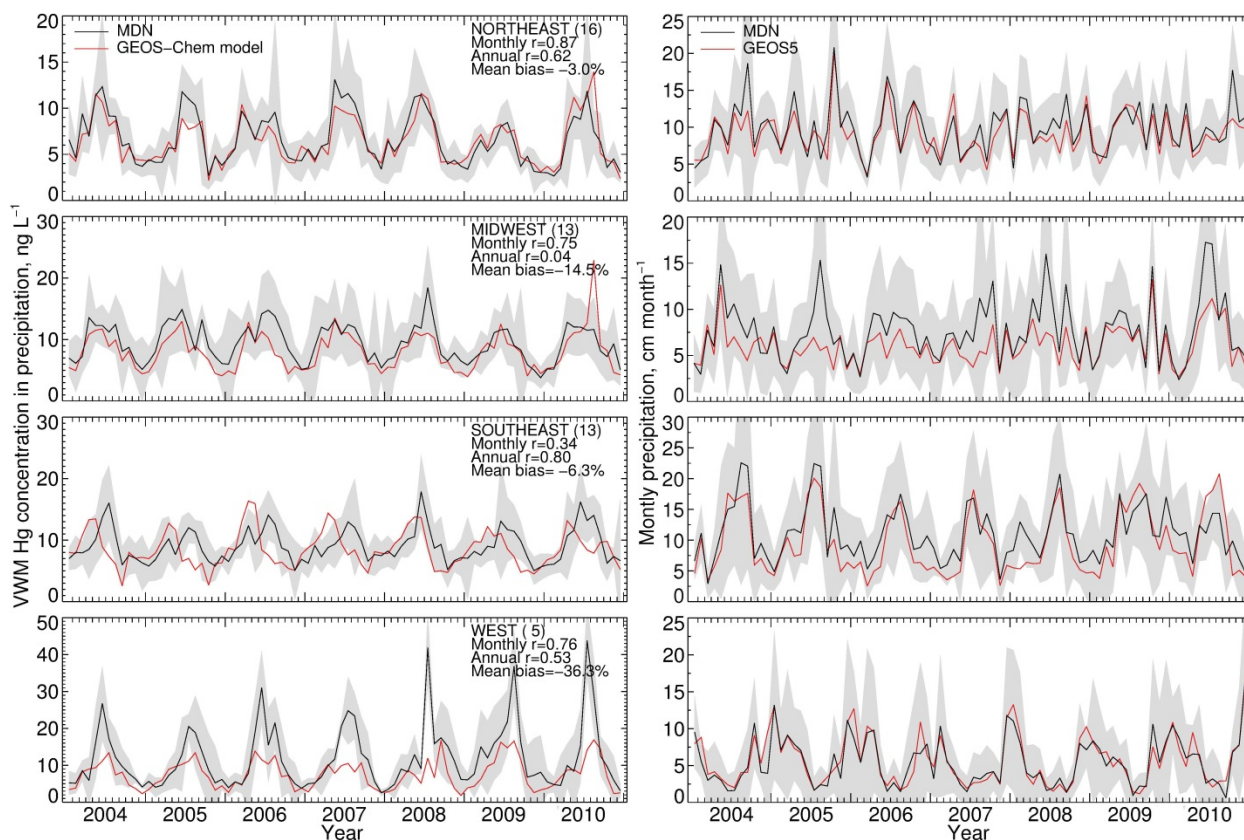 MDN
GEOS-Chem model
NORTHEAST (16)
Monthly r=0.87
Annual r=0.62
Mean bias= -3.0%
20
15
10
5
0
MIDWEST (13)
Monthly r=0.75
Annual r=0.04
Mean bias=-14.5%
30
20
10
0
SOUTHEAST (13)
Monthly r=0.34
Annual r=0.80
Mean bias= -6.3%
30
20
10
0
WEST ( 5)
Monthly r=0.76
Annual r=0.53
Mean bias=-36.3%
50
40
30
20
10
0
VWM Hg concentration in precipitation, ng L⁻¹
2004 2005 2006 2007 2008 2009 2010
Year
MDN
GEOS5
25
20
15
10
5
0
20
15
10
5
0
30
25
20
15
10
5
0
25
20
15
10
5
0
Montly precipitation, cm month⁻¹
2004 2005 2006 2007 2008 2009 2010
Year